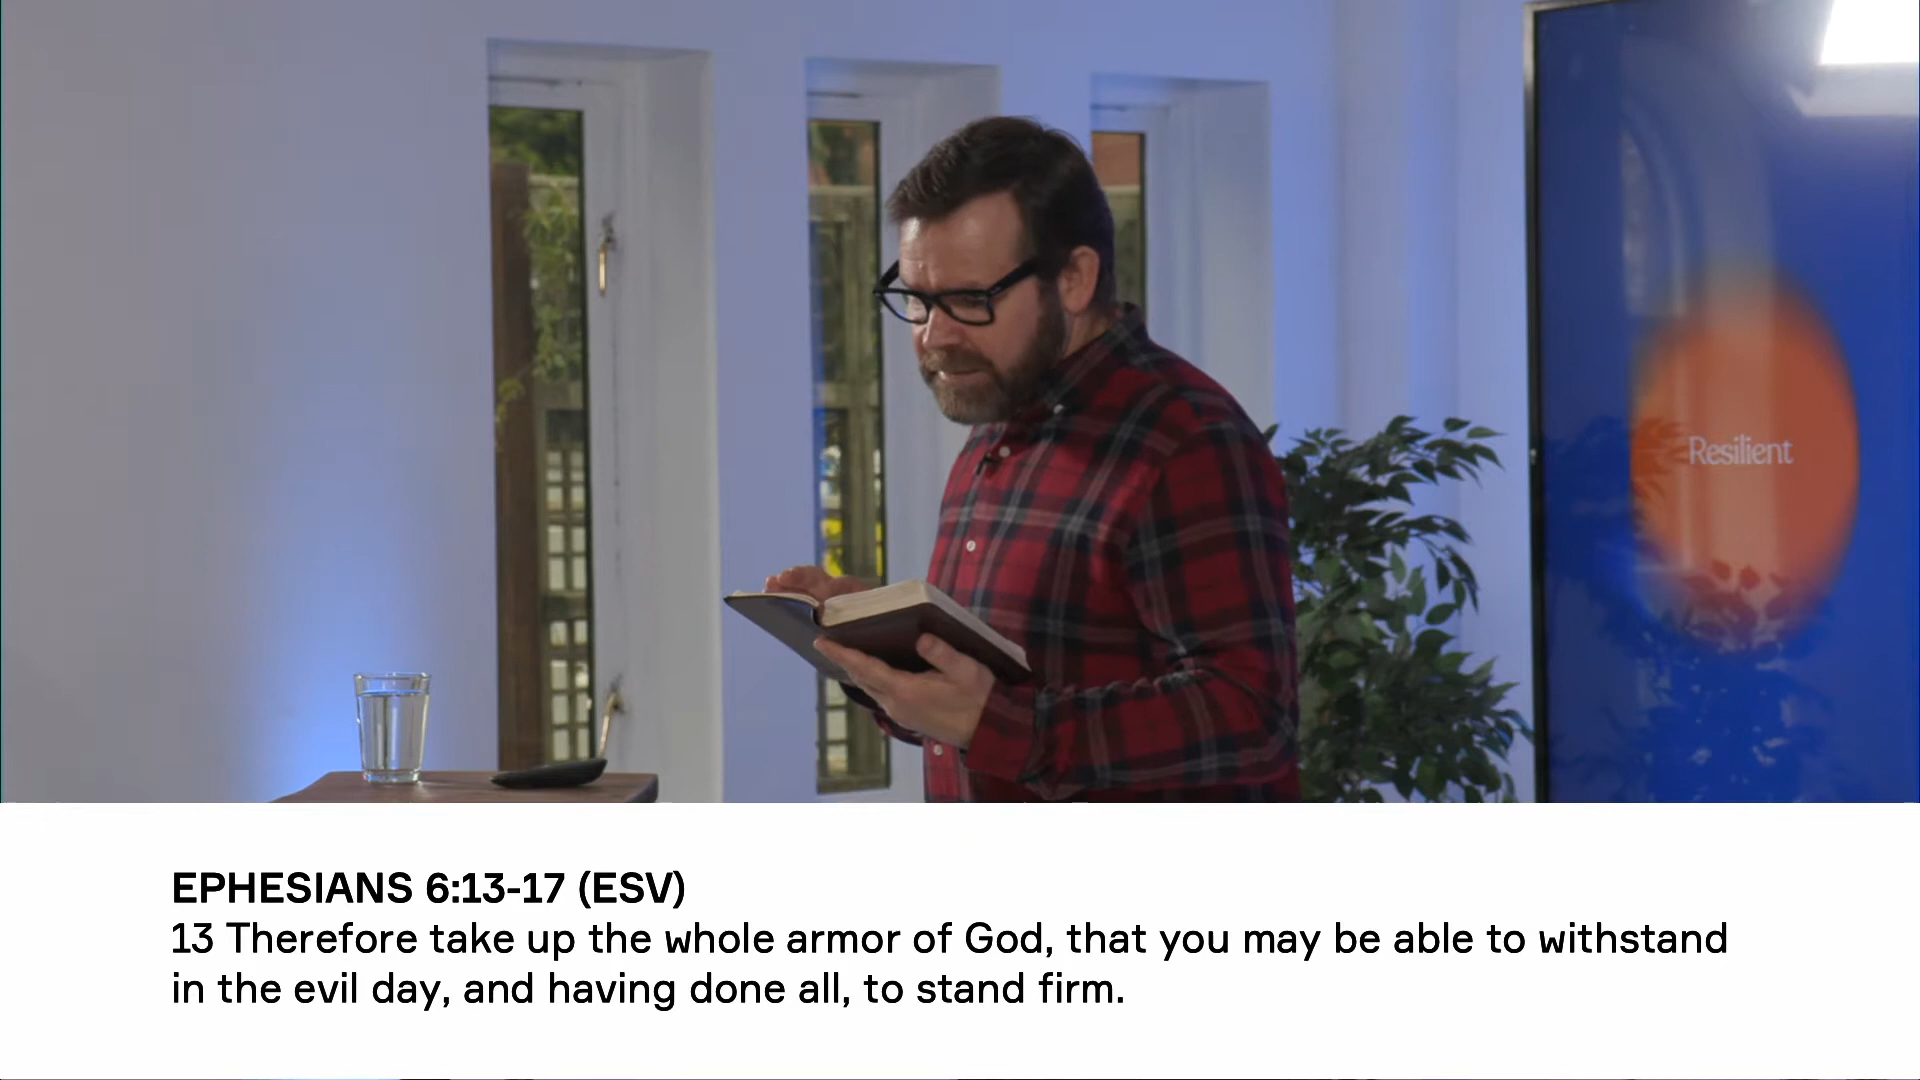 Resilient
EPHESIANS 6:13-17 (ESV)
13 Therefore take up the whole armor of God, that you may be able to withstand
in the evil day, and having done all, to stand firm.